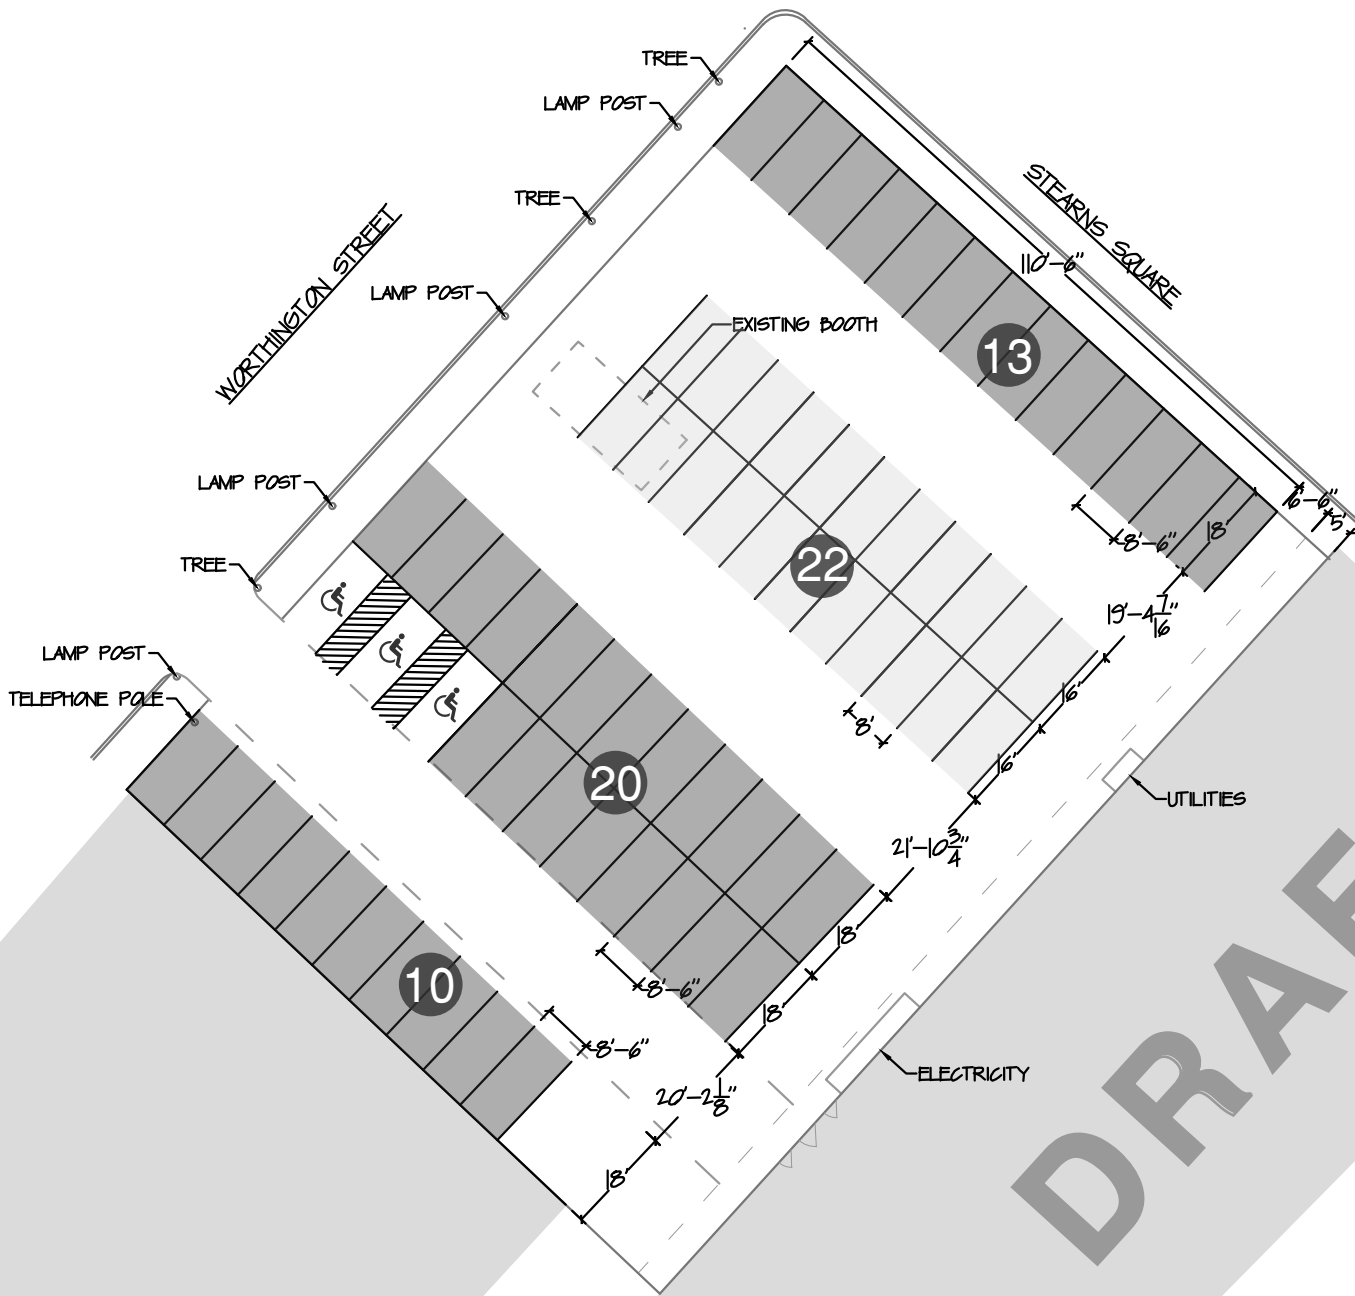 TREE
LAMP POST
STEARNS SQUARE
TREE
WORTHINGTON STREET
110'-6"
LAMP POST
EXISTING BOOTH
13
LAMP POST
16'-6"
5'
18'
8'-6"
TREE
22
19'-4 7/16"
LAMP POST
TELEPHONE POLE
16'
8'
16'
20
UTILITIES
21'-10 3/4"
18'
10
8'-6"
18'
8'-6"
ELECTRICITY
20'-2 1/8"
18'
DRAF